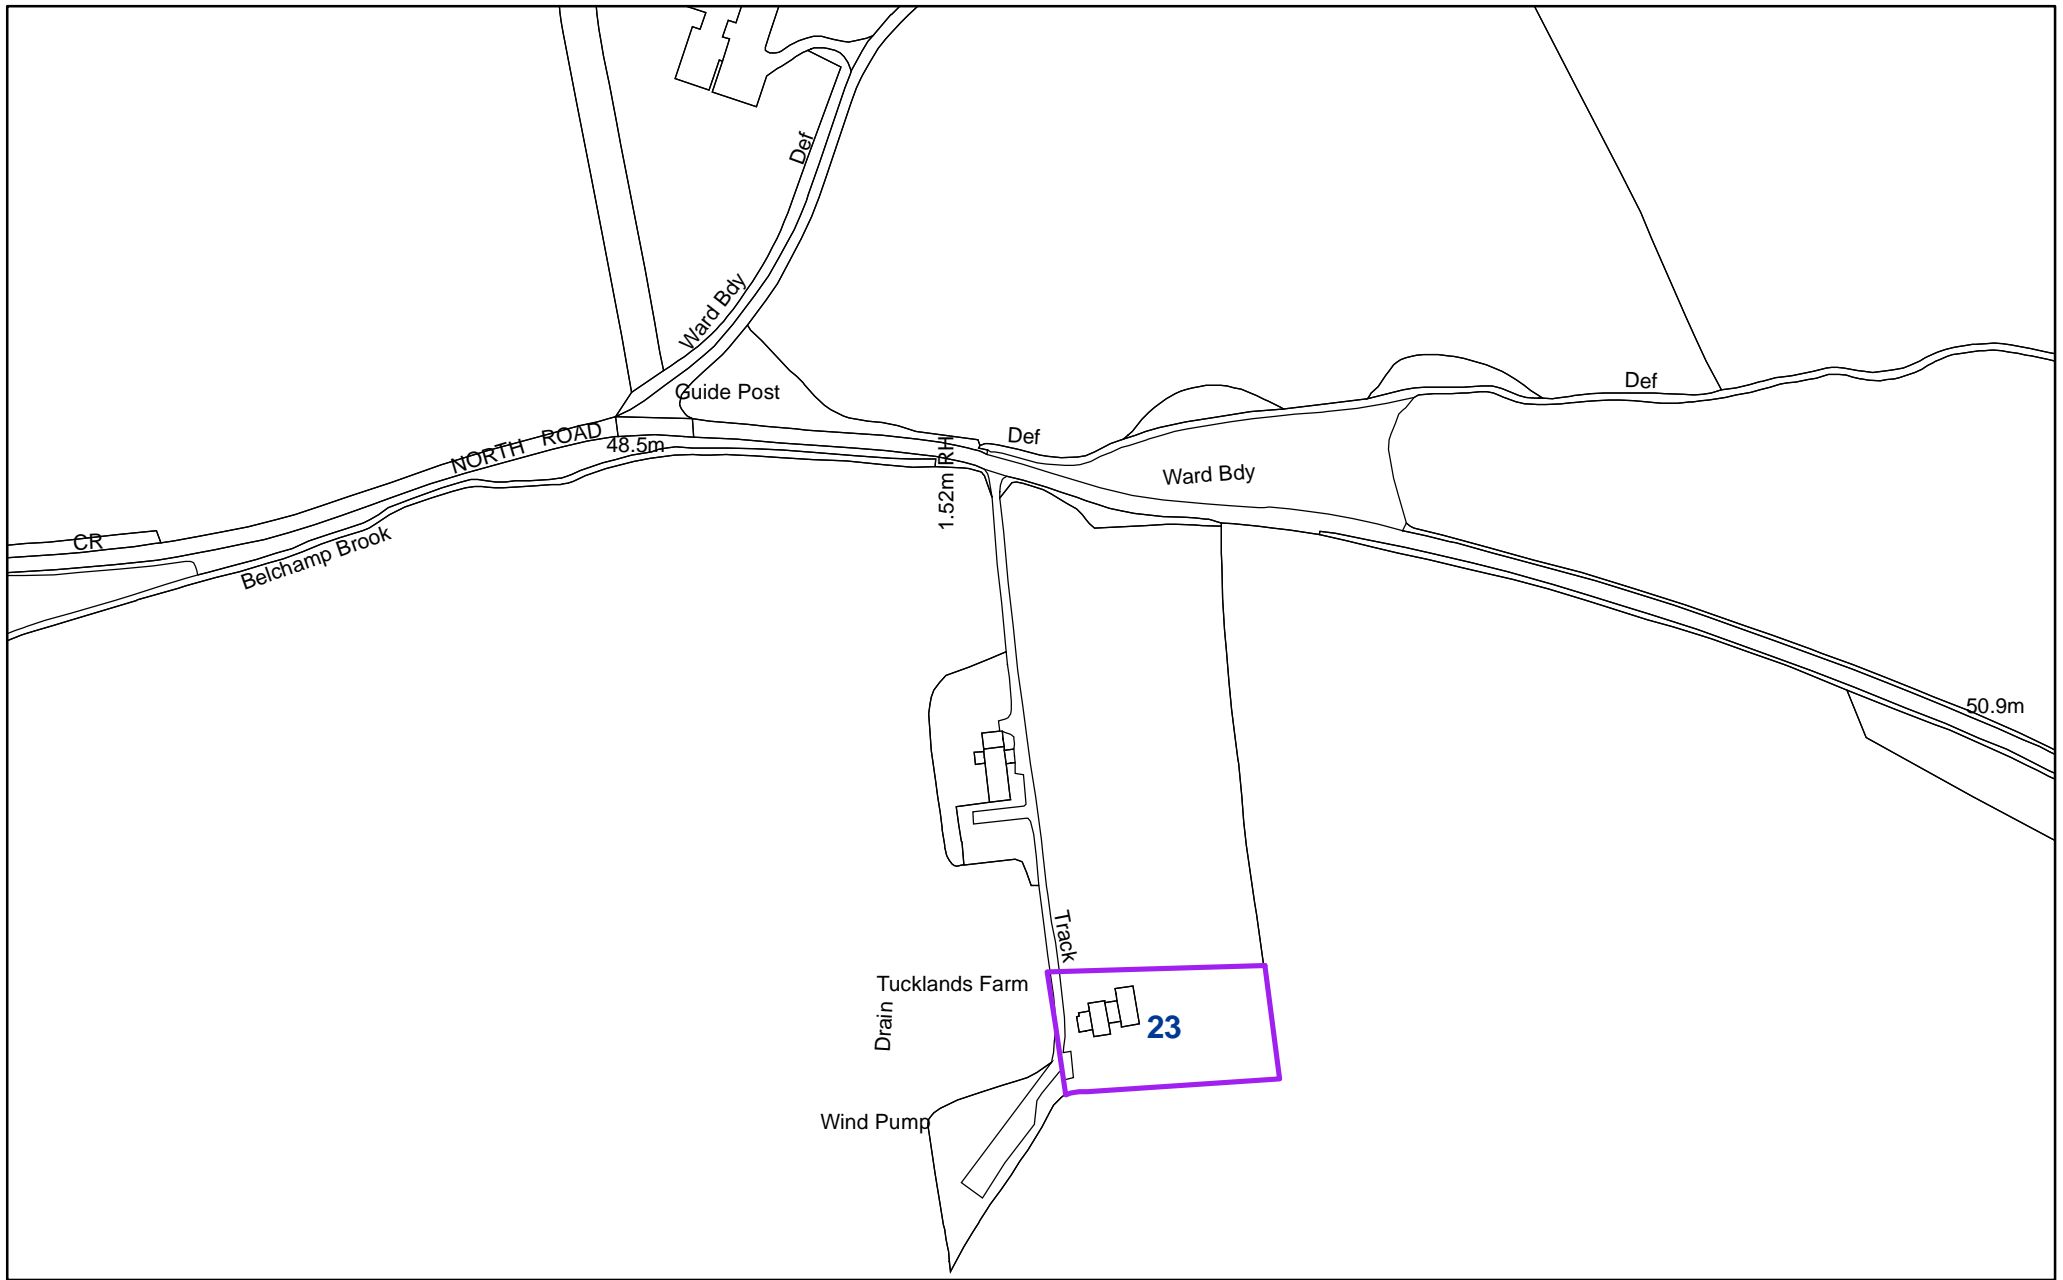 Def
Ward Bdy
Guide Post
Def
NORTH ROAD
48.5m
Def
1.52m RH
Ward Bdy
CR
Belchamp Brook
50.9m
Track
Tucklands Farm
Drain
23
Wind Pump